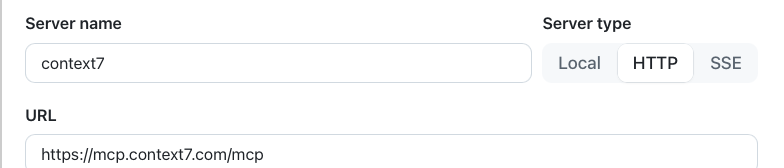 Server name
Server type
context7
Local
HTTP
SSE
URL
https://mcp.context7.com/mcp